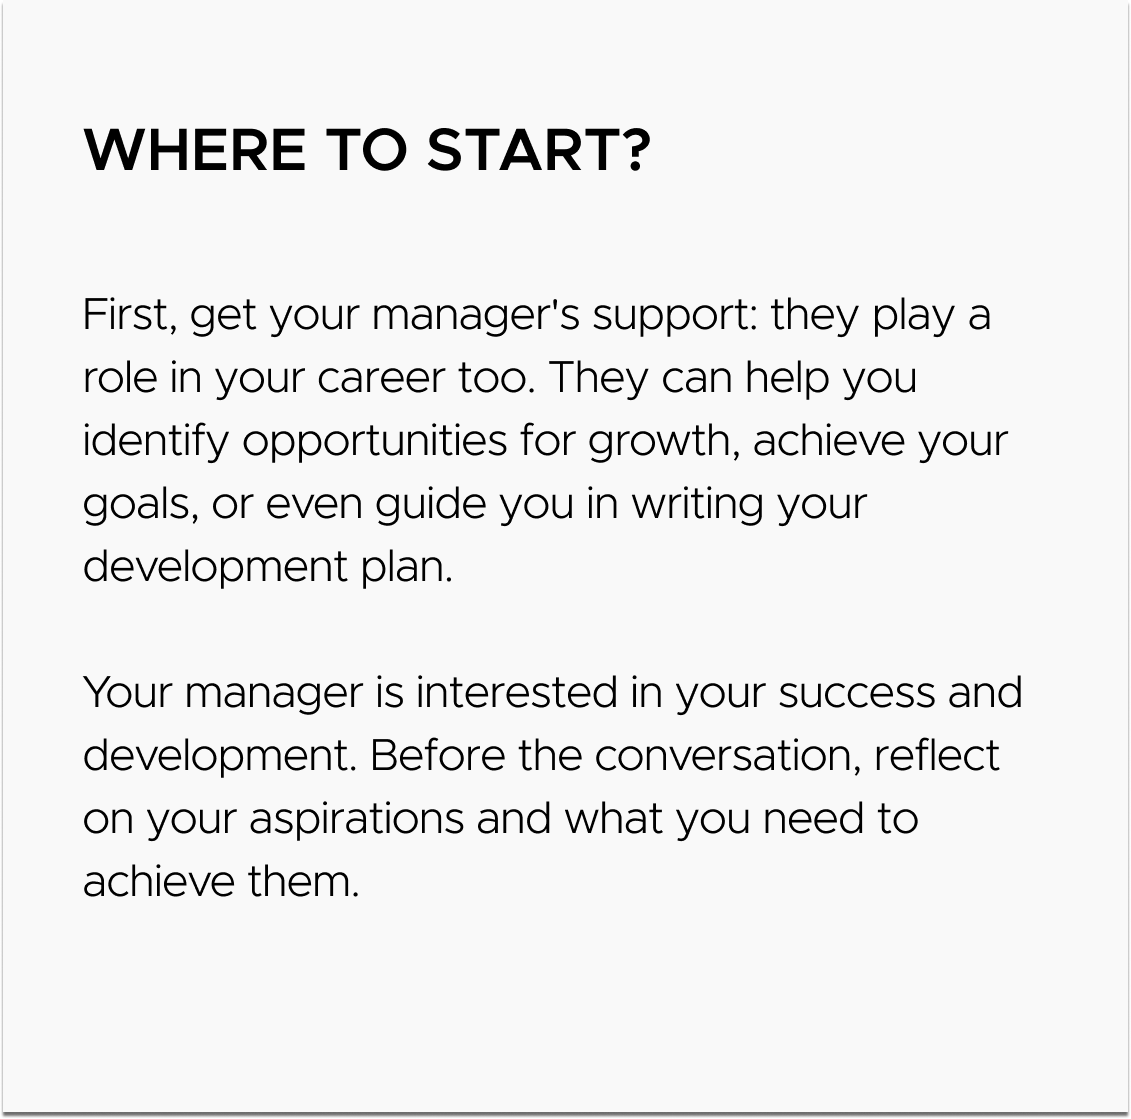 WHERE TO START?
First, get your manager's support: they play a
role in your career too. They can help you
identify opportunities for growth, achieve your
goals, or even guide you in writing your
development plan.
Your manager is interested in your success and
development. Before the conversation, reflect
on your aspirations and what you need to
achieve them.